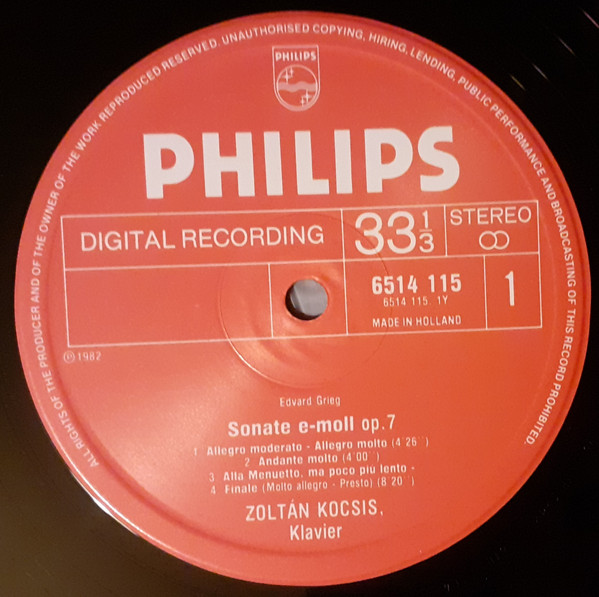 ALL RIGHTS OF THE PRODUCER AND OF THE OWNER OF THE WORK REPRODUCED RESERVED. UNAUTHORISED COPYING, HIRING, LENDING, PUBLIC PERFORMANCE AND BROADCASTING OF THIS RECORD PROHIBITED.
PHILIPS
PHILIPS
DIGITAL RECORDING
33 1/3
STEREO
6514 115
6514 115. 1Y
MADE IN HOLLAND
1
℗ 1982
Edvard Grieg
Sonate e-moll op.7
1 Allegro moderato - Allegro molto (4'26'')
2 Andante molto (4'00'')
3 Alla Menuetto, ma poco più lento -
4 Finale (Molto allegro - Presto) (8'20'')
ZOLTÁN KOCSIS,
Klavier